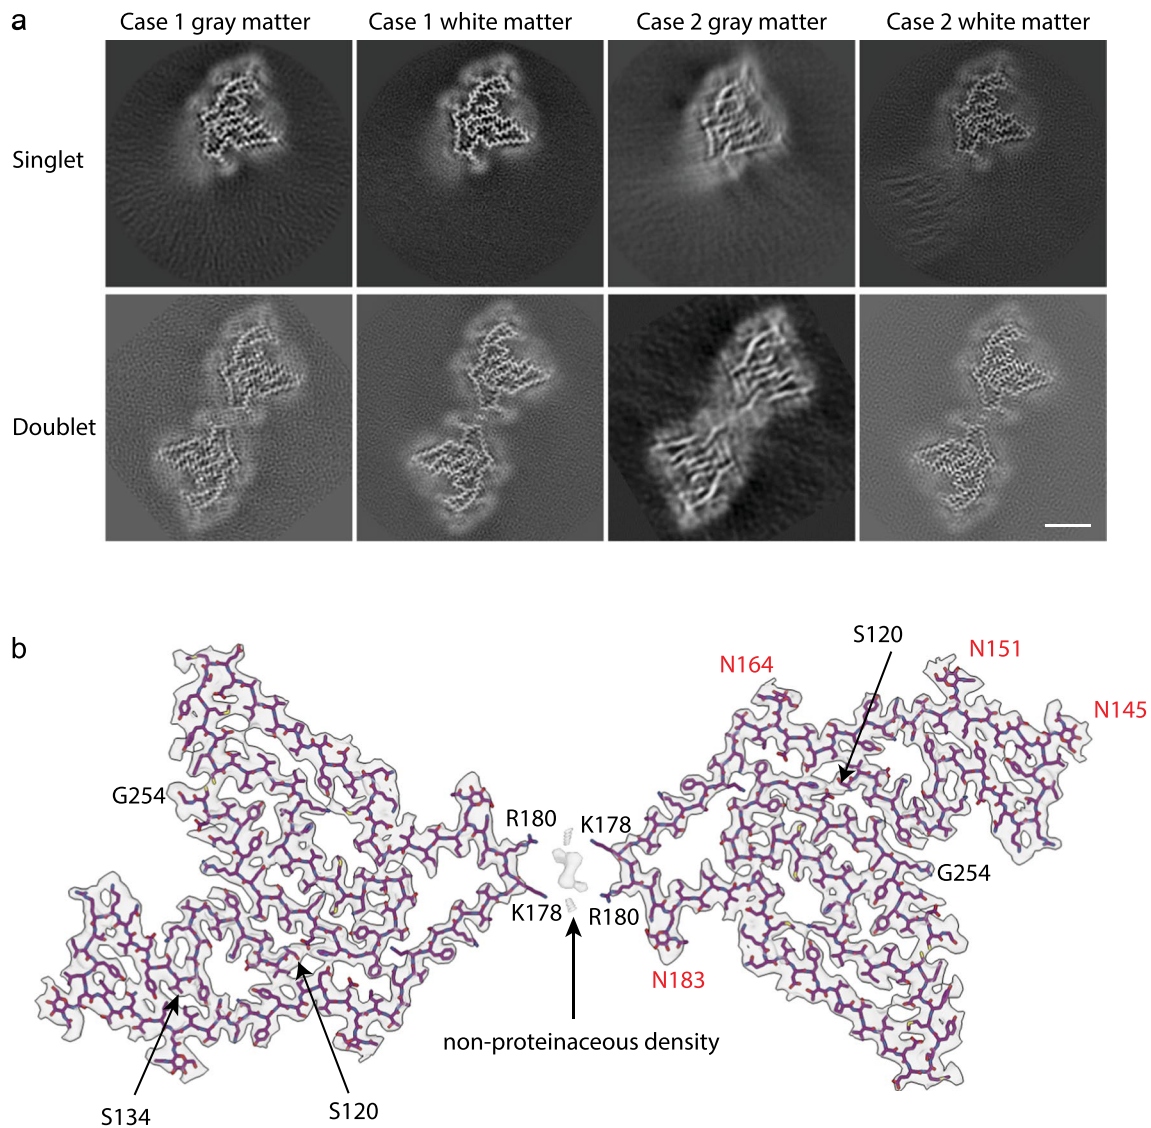 a
Case 1 gray matter
Case 1 white matter
Case 2 gray matter
Case 2 white matter
Singlet
Doublet
b
S120
N151
N164
N145
G254
R180
K178
G254
K178
R180
N183
non-proteinaceous density
S134
S120